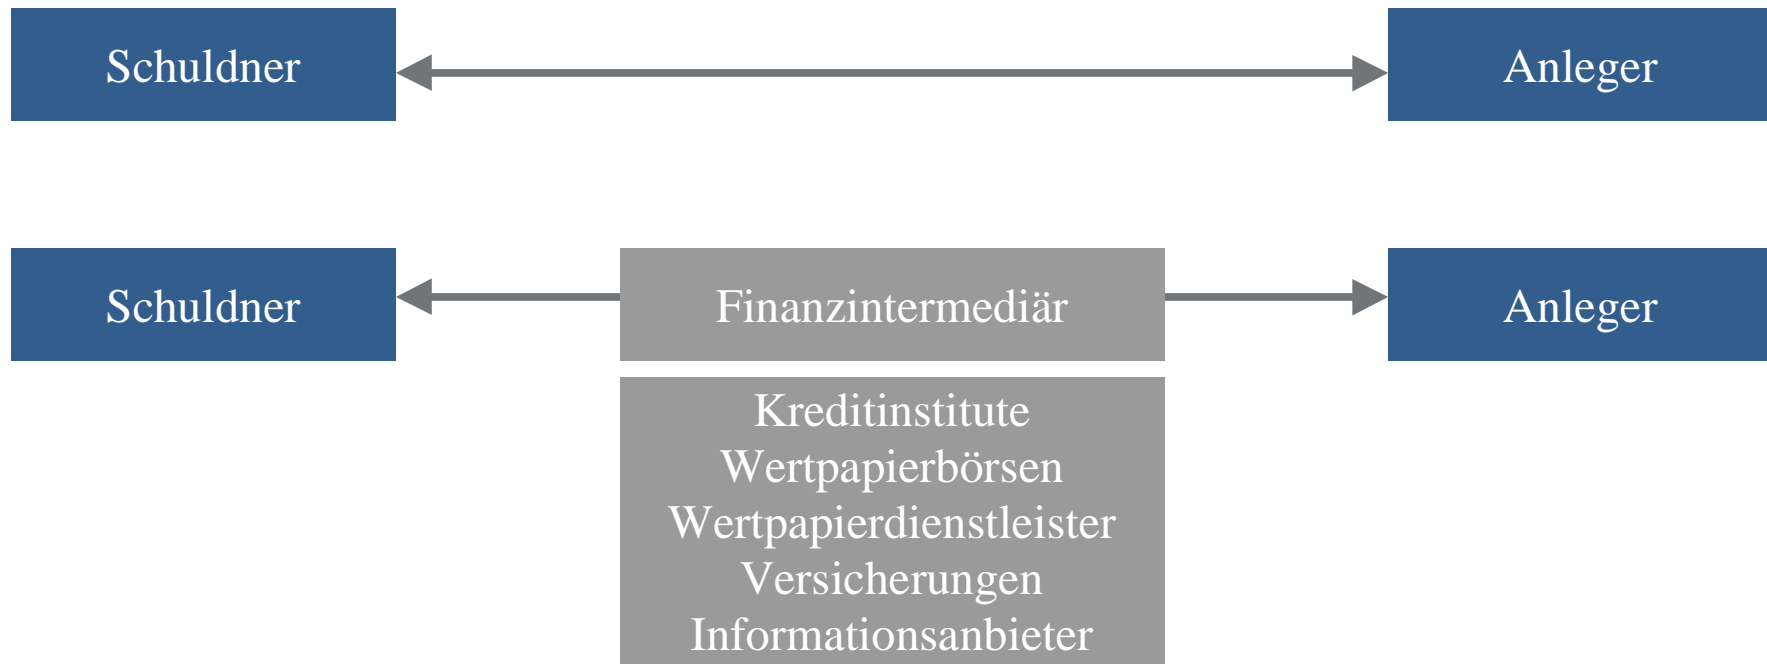 Schuldner
Anleger
Schuldner
Finanzintermediär
Anleger
Kreditinstitute
Wertpapierbörsen
Wertpapierdienstleister
Versicherungen
Informationsanbieter